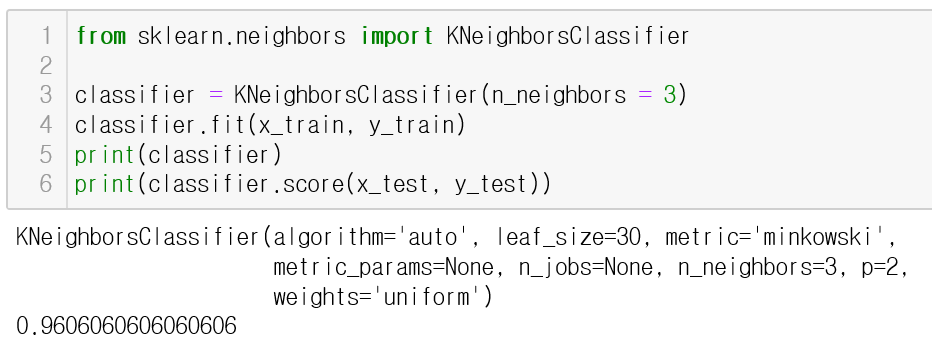 1 from sklearn.neighbors import KNeighborsClassifier
2
3 classifier = KNeighborsClassifier(n_neighbors = 3)
4 classifier.fit(x_train, y_train)
5 print(classifier)
6 print(classifier.score(x_test, y_test))
KNeighborsClassifier(algorithm='auto', leaf_size=30, metric='minkowski',
metric_params=None, n_jobs=None, n_neighbors=3, p=2,
weights='uniform')
0.9606060606060606